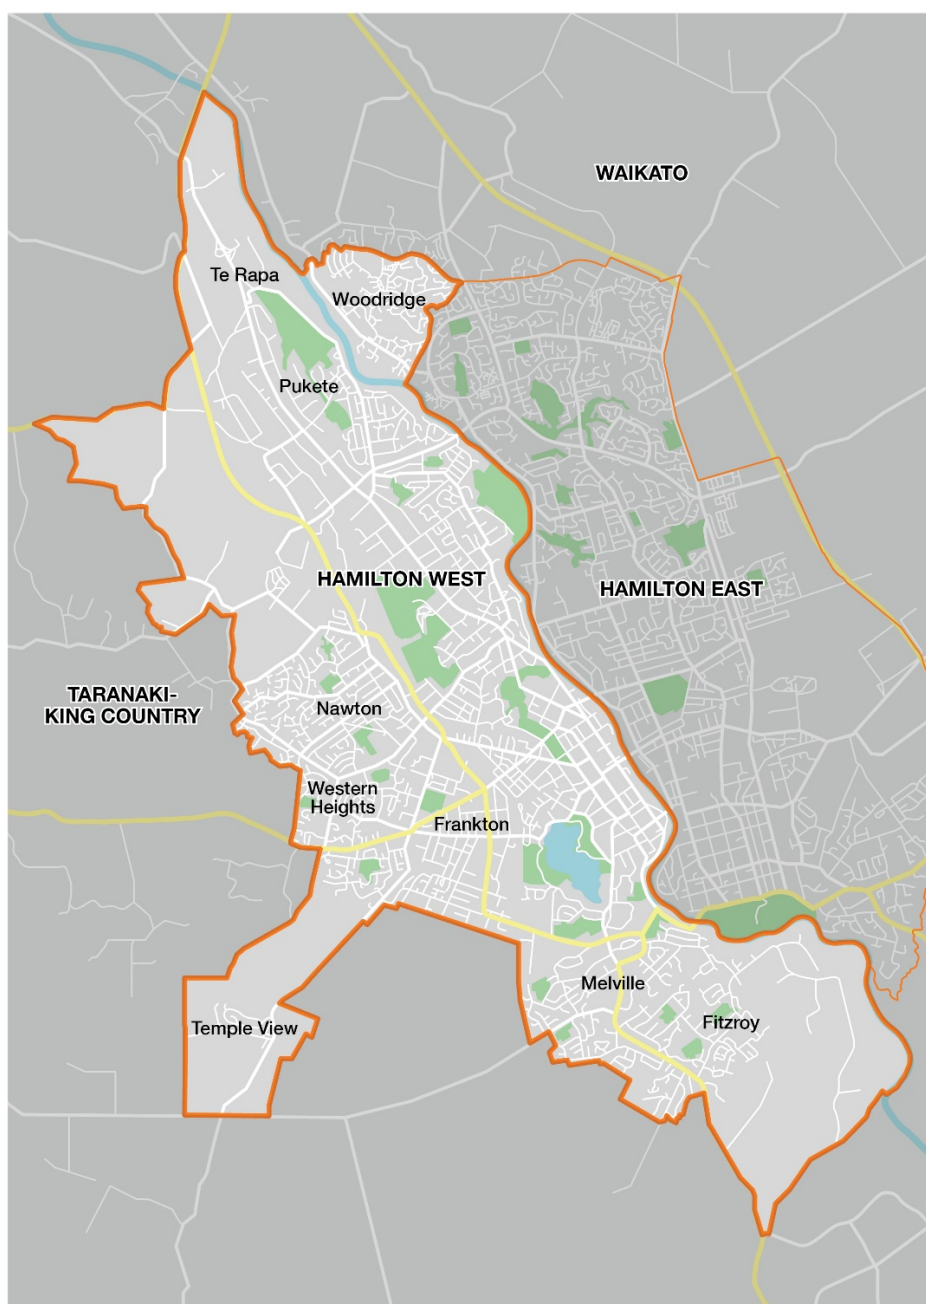 WAIKATO
Te Rapa
Woodridge
Pukete
HAMILTON WEST
HAMILTON EAST
TARANAKI-
KING COUNTRY
Nawton
Western
Heights
Frankton
Melville
Fitzroy
Temple View